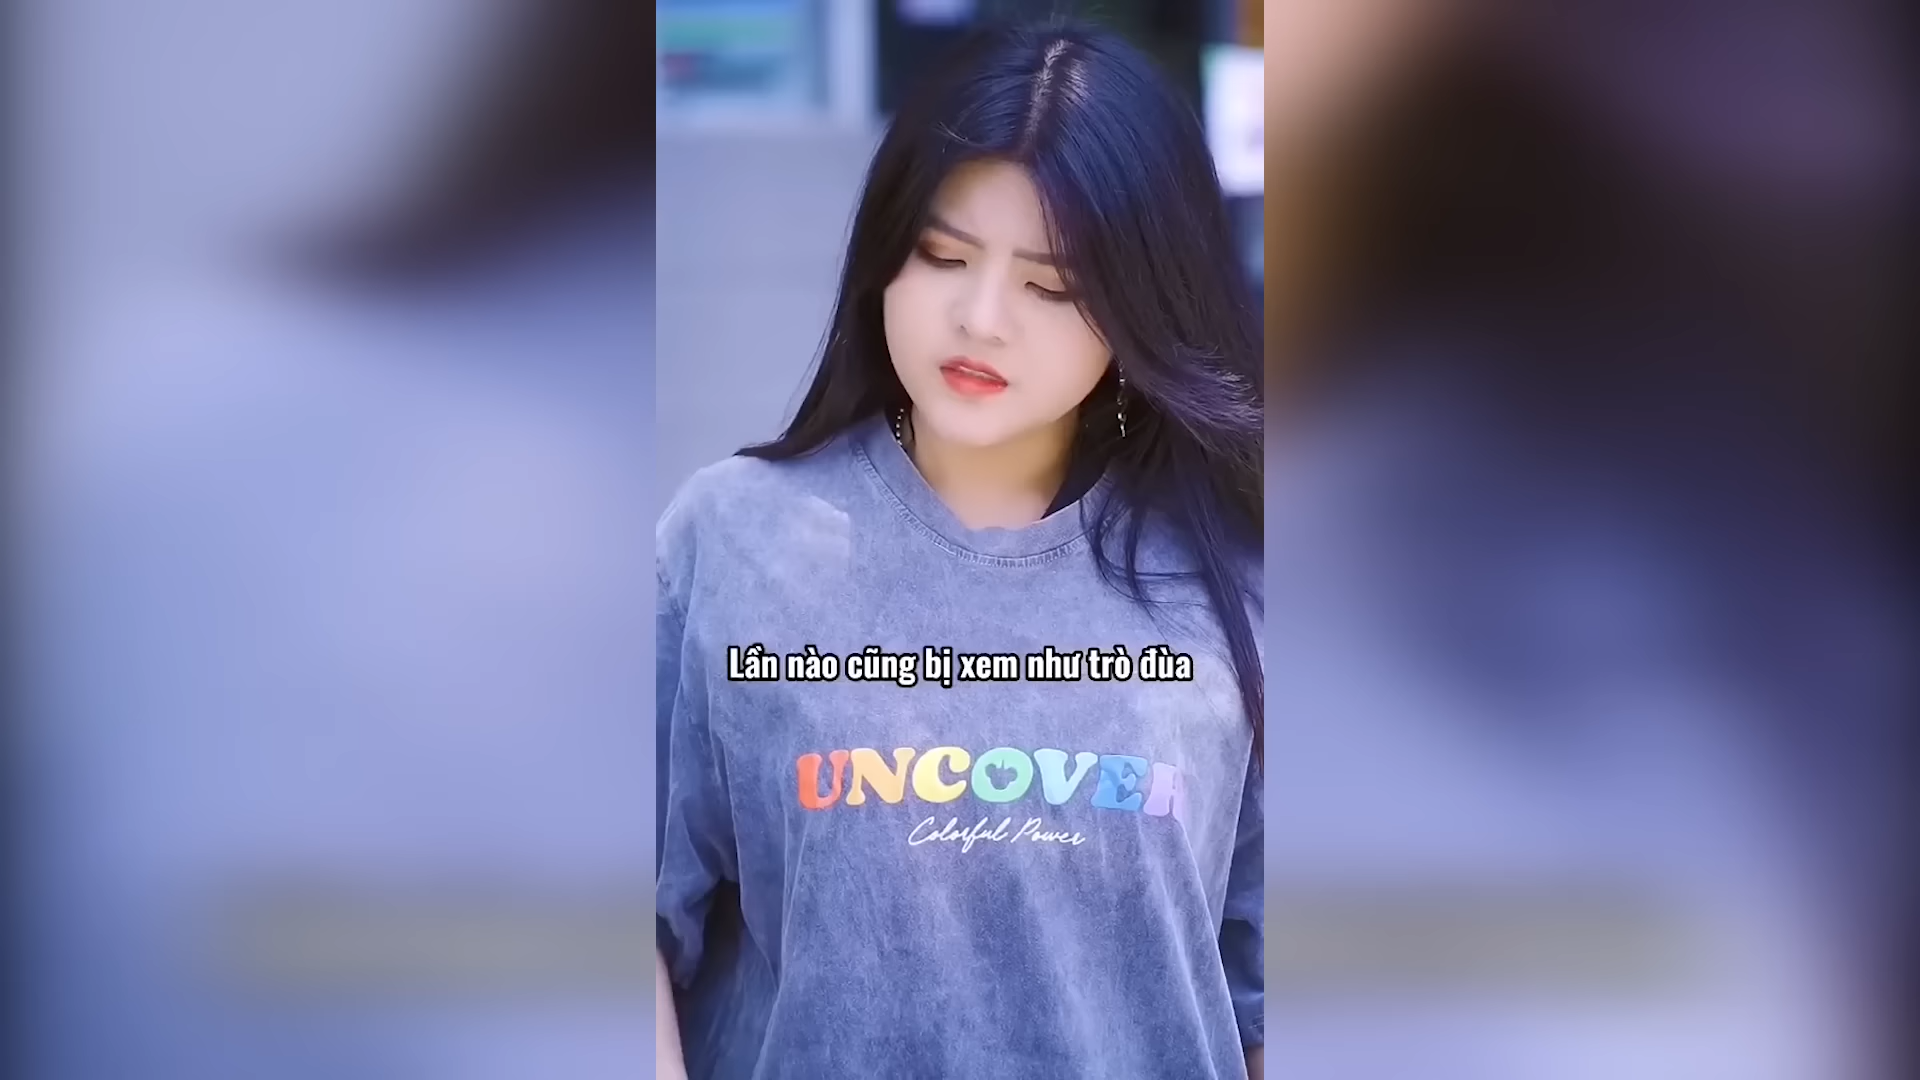 Lần nào cũng bị xem như trò đùa
UNCOVER
Colorful Power